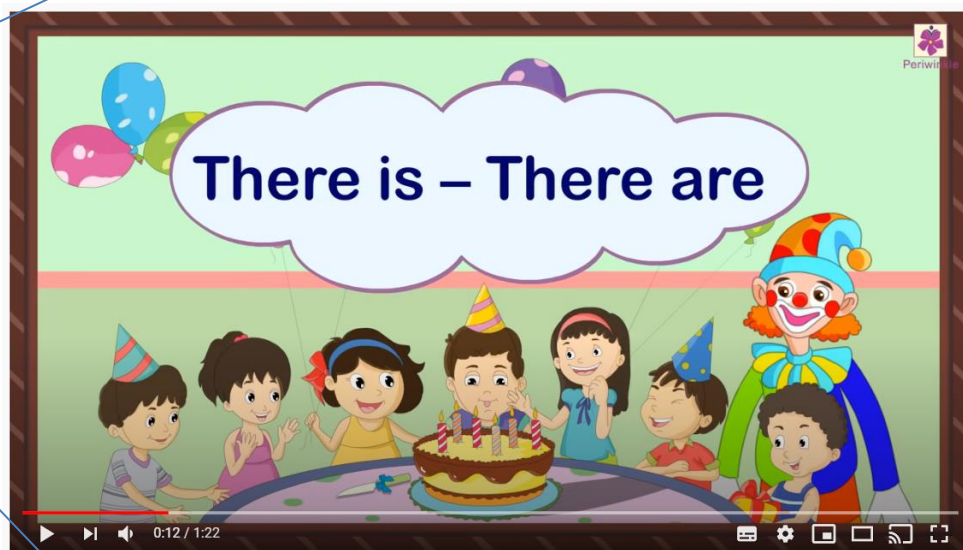 Periwinkle
There is – There are
0:12 / 1:22